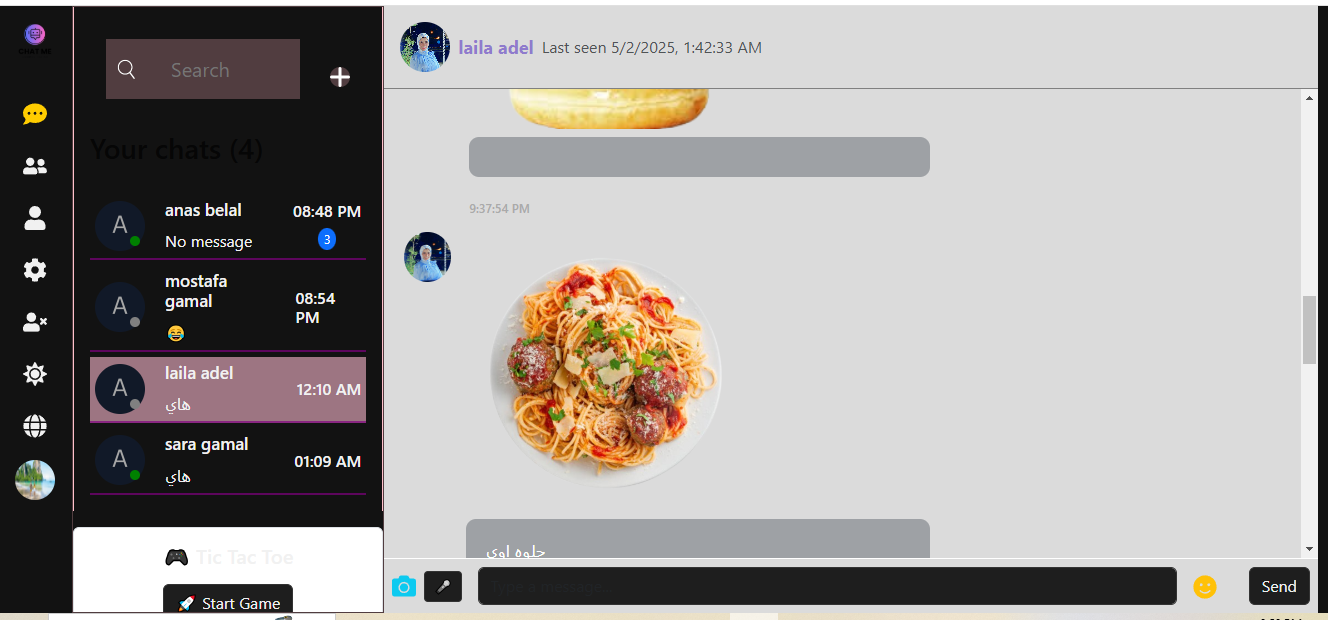 CHAT ME
Search
Your chats (4)
A
anas belal
08:48 PM
No message
3
A
mostafa
gamal
08:54
PM
😂
A
laila adel
12:10 AM
هاي
A
sara gamal
01:09 AM
هاي
🎮 Tic Tac Toe
🚀 Start Game
laila adel Last seen 5/2/2025, 1:42:33 AM
9:37:54 PM
حلوه اوي
Type a message...
Send